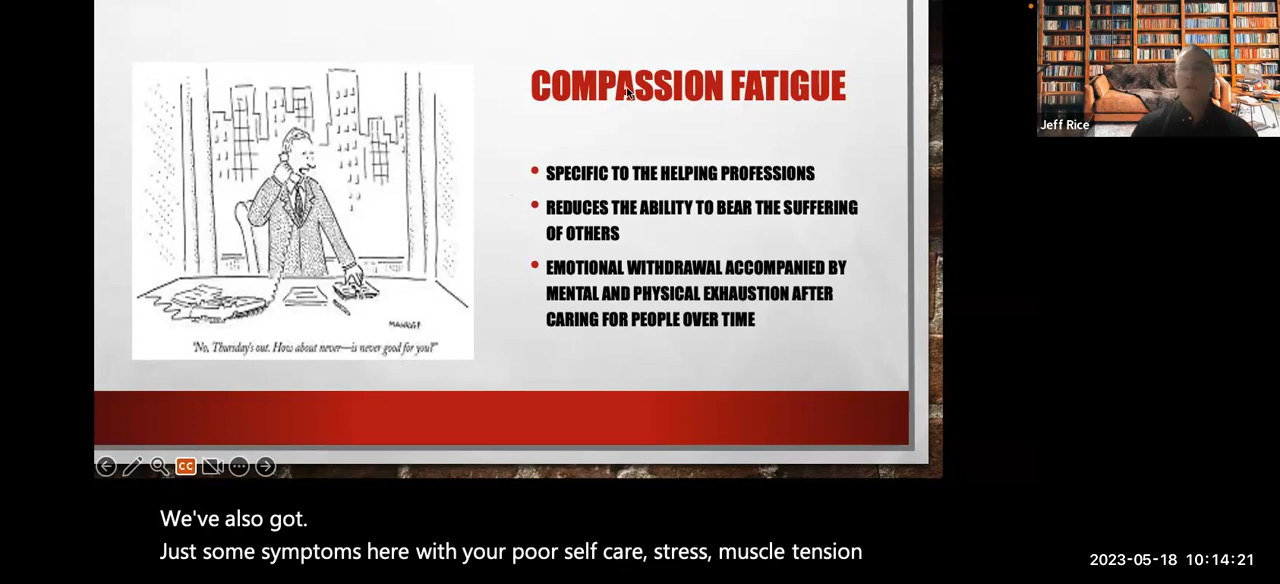 COMPASSION FATIGUE
• SPECIFIC TO THE HELPING PROFESSIONS
• REDUCES THE ABILITY TO BEAR THE SUFFERING
OF OTHERS
• EMOTIONAL WITHDRAWAL ACCOMPANIED BY
MENTAL AND PHYSICAL EXHAUSTION AFTER
CARING FOR PEOPLE OVER TIME
MANKOFF
"No, Thursday's out. How about never—is never good for you?"
Jeff Rice
CC
We've also got.
Just some symptoms here with your poor self care, stress, muscle tension
2023-05-18 10:14:21